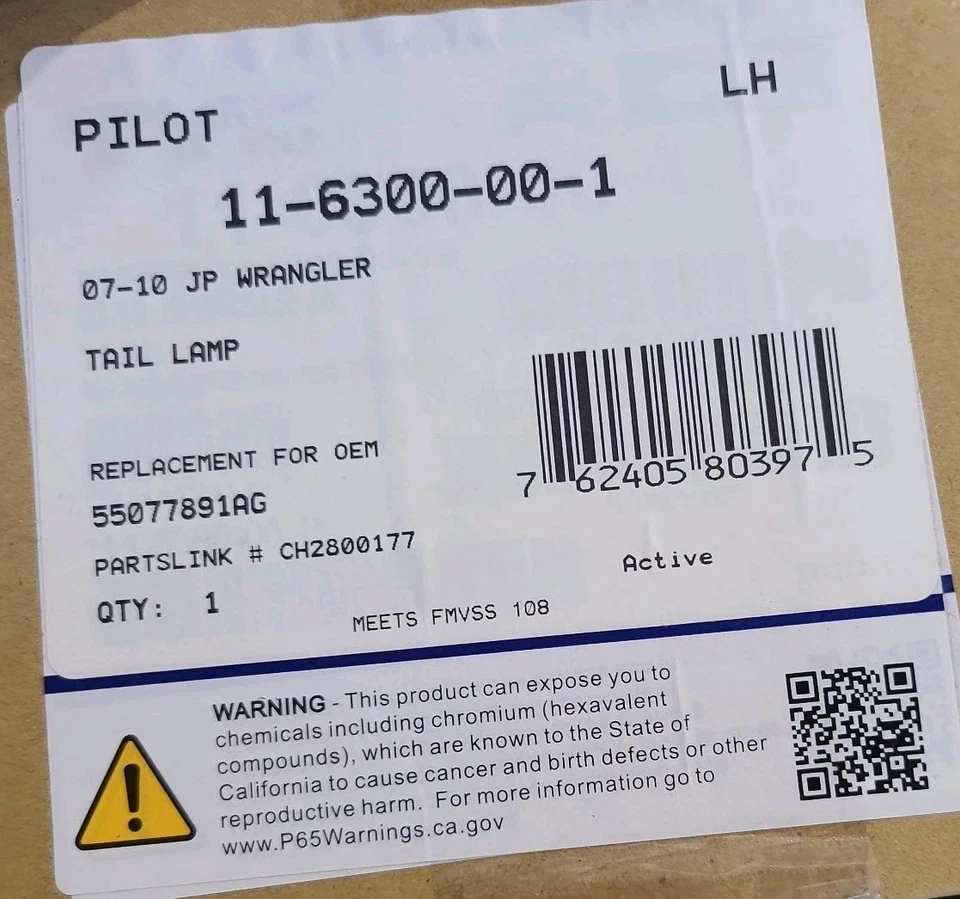 LH
PILOT
11-6300-00-1
07-10 JP WRANGLER
TAIL LAMP
REPLACEMENT FOR OEM
55077891AG
PARTSLINK # CH2800177
QTY: 1
7 62405 80397 5
Active
MEETS FMVSS 108
WARNING - This product can expose you to
chemicals including chromium (hexavalent
compounds), which are known to the State of
California to cause cancer and birth defects or other
reproductive harm. For more information go to
www.P65Warnings.ca.gov